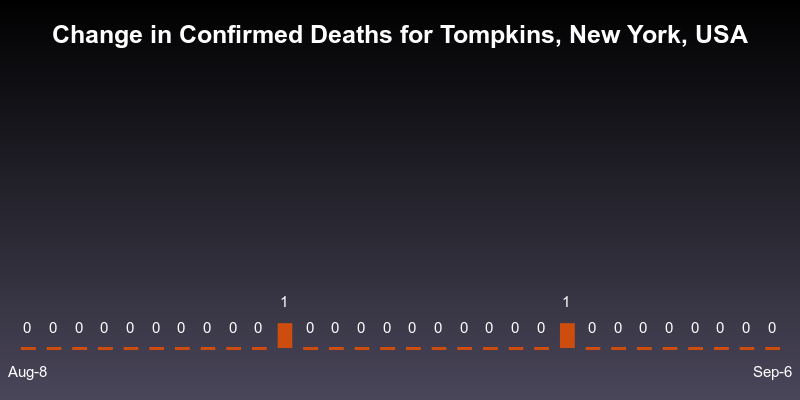 Change in Confirmed Deaths for Tompkins, New York, USA
1 1
0 0 0 0 0 0 0 0 0 0 0 0 0 0 0 0 0 0 0 0 0 0 0 0 0 0 0 0
Aug-8 Sep-6